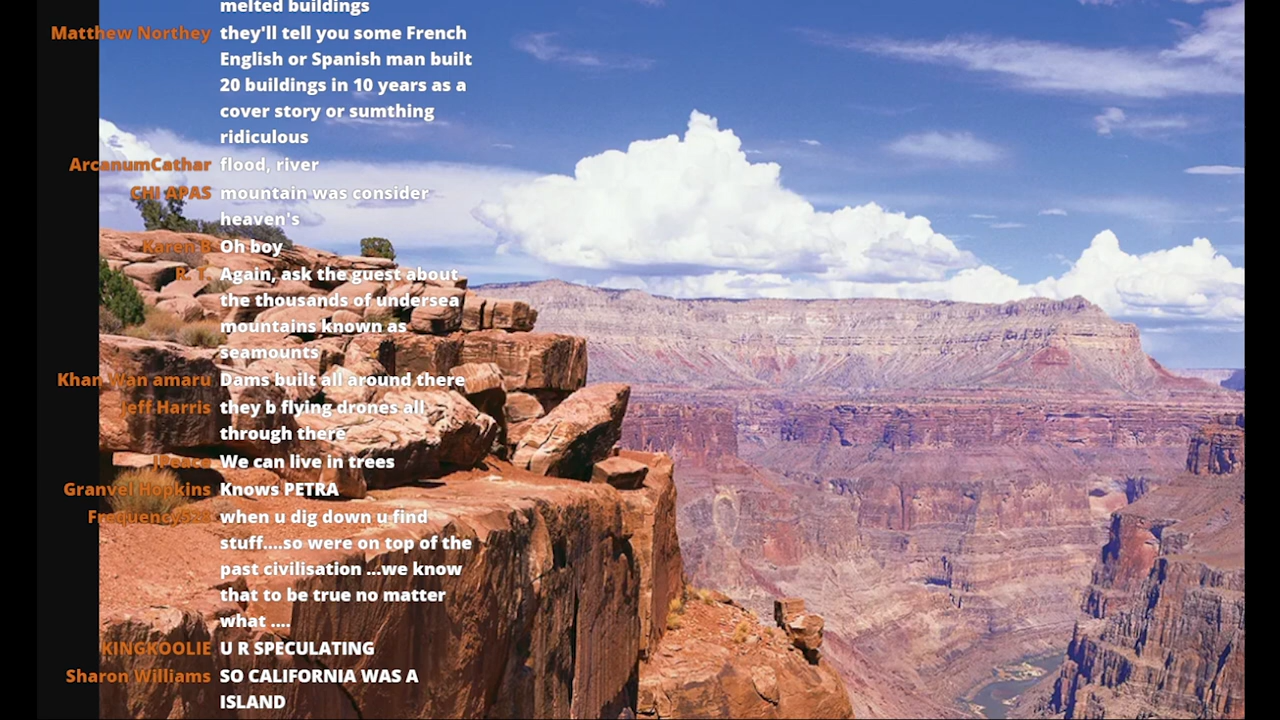 melted buildings
Matthew Northey they'll tell you some French
English or Spanish man built
20 buildings in 10 years as a
cover story or sumthing
ridiculous
ArcanumCathar flood, river
CHI APAS mountain was consider
heaven's
Karen B Oh boy
R. T. Again, ask the guest about
the thousands of undersea
mountains known as
seamounts
Khan Wan amaru Dams built all around there
Jeff Harris they b flying drones all
through there
We can live in trees
Granvel Hopkins Knows PETRA
when u dig down u find
stuff....so were on top of the
past civilisation ...we know
that to be true no matter
what ....
KINGKOOLIE U R SPECULATING
Sharon Williams SO CALIFORNIA WAS A
ISLAND